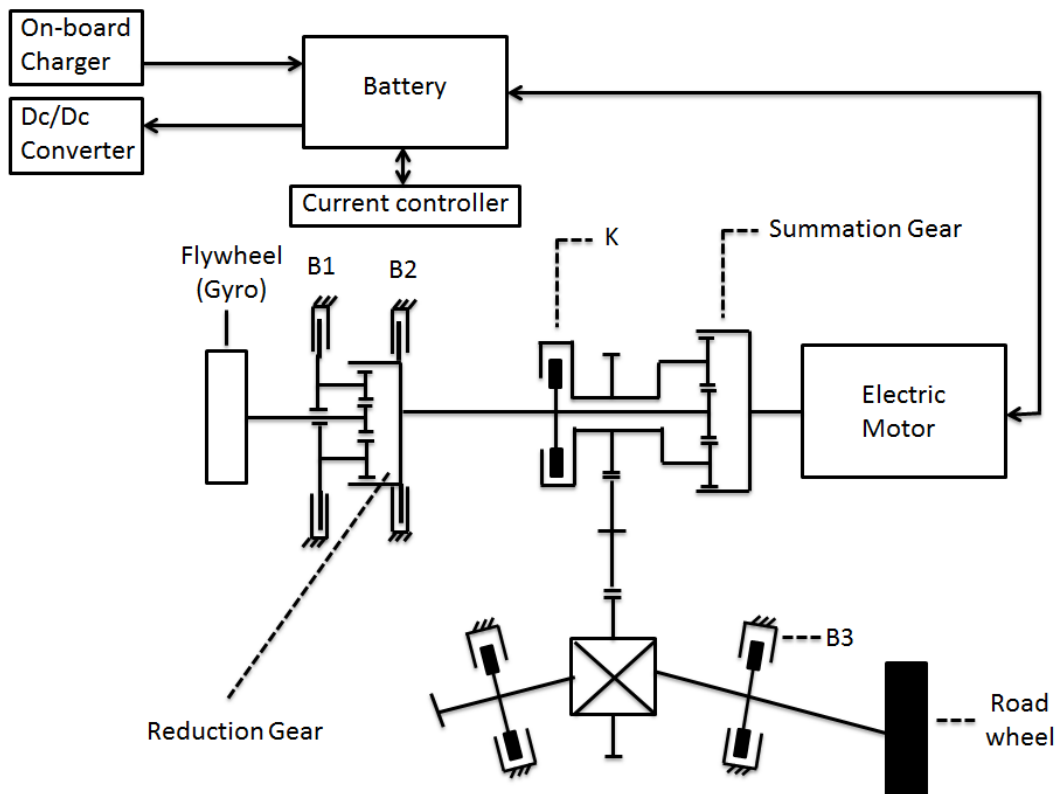 On-board
Charger
Battery
Dc/Dc
Converter
Current controller
K
Summation Gear
Flywheel
(Gyro)
B1
B2
Electric
Motor
B3
Reduction Gear
Road
wheel